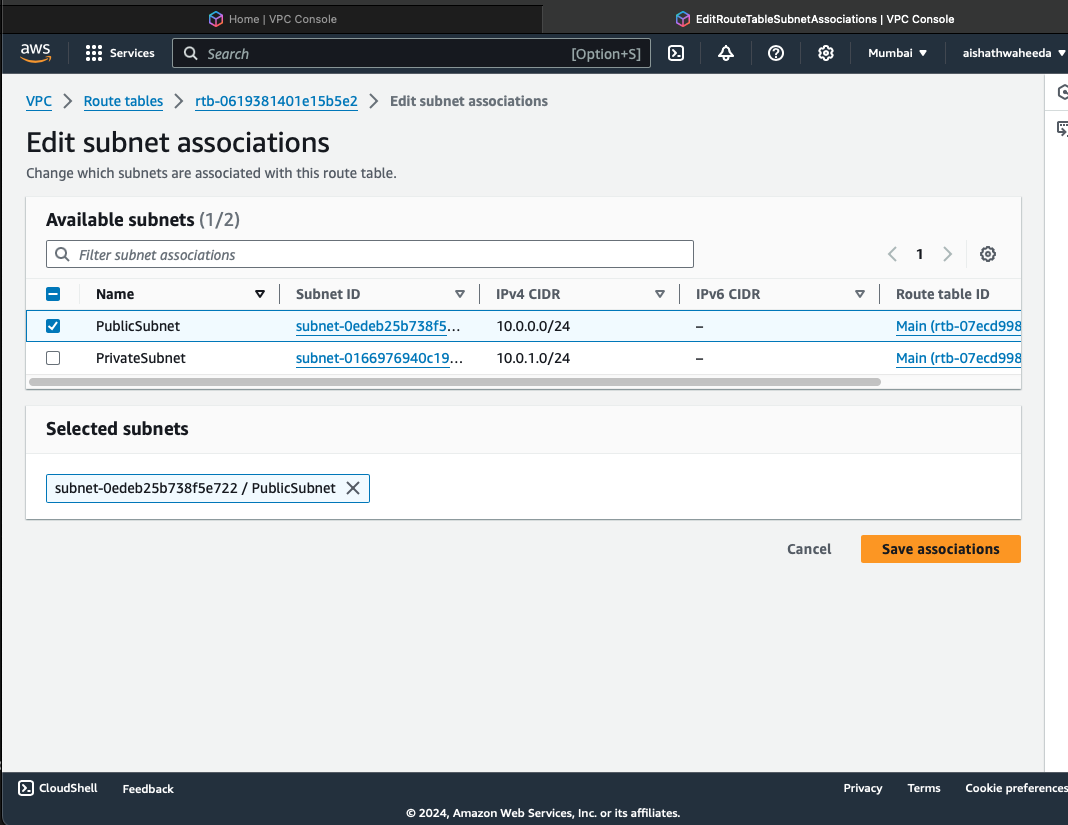 Home | VPC Console
EditRouteTableSubnetAssociations | VPC Console
aws
Services
Search
[Option+S]
Mumbai
aishathwaheeda
VPC > Route tables > rtb-0619381401e15b5e2 > Edit subnet associations
Edit subnet associations
Change which subnets are associated with this route table.
Available subnets (1/2)
Filter subnet associations
1
Name Subnet ID IPv4 CIDR IPv6 CIDR Route table ID
PublicSubnet subnet-0edeb25b738f5... 10.0.0.0/24 – Main (rtb-07ecd998
PrivateSubnet subnet-0166976940c19... 10.0.1.0/24 – Main (rtb-07ecd998
Selected subnets
subnet-0edeb25b738f5e722 / PublicSubnet
Cancel
Save associations
CloudShell
Feedback
Privacy
Terms
Cookie preferences
© 2024, Amazon Web Services, Inc. or its affiliates.